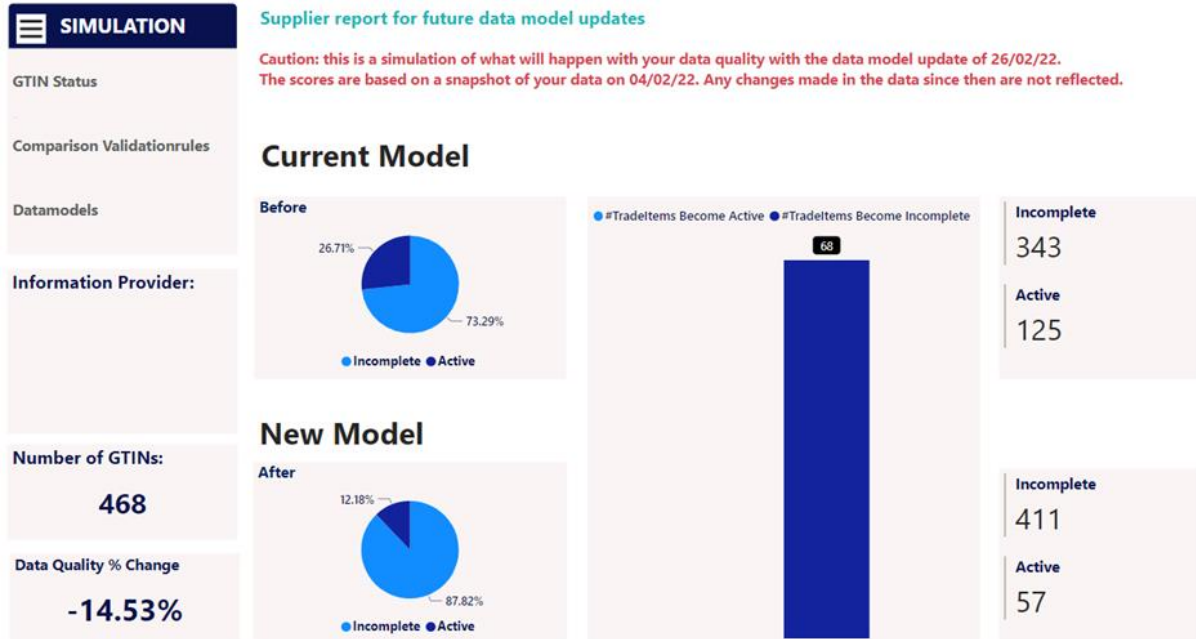 SIMULATION
GTIN Status
Comparison Validationrules
Datamodels
Information Provider:
Number of GTINs:
468
Data Quality % Change
-14.53%
Supplier report for future data model updates
Caution: this is a simulation of what will happen with your data quality with the data model update of 26/02/22.
The scores are based on a snapshot of your data on 04/02/22. Any changes made in the data since then are not reflected.
Current Model
Before
26.71%
73.29%
Incomplete Active
#TradeItems Become Active #TradeItems Become Incomplete
68
Incomplete
343
Active
125
New Model
After
12.18%
87.82%
Incomplete Active
Incomplete
411
Active
57